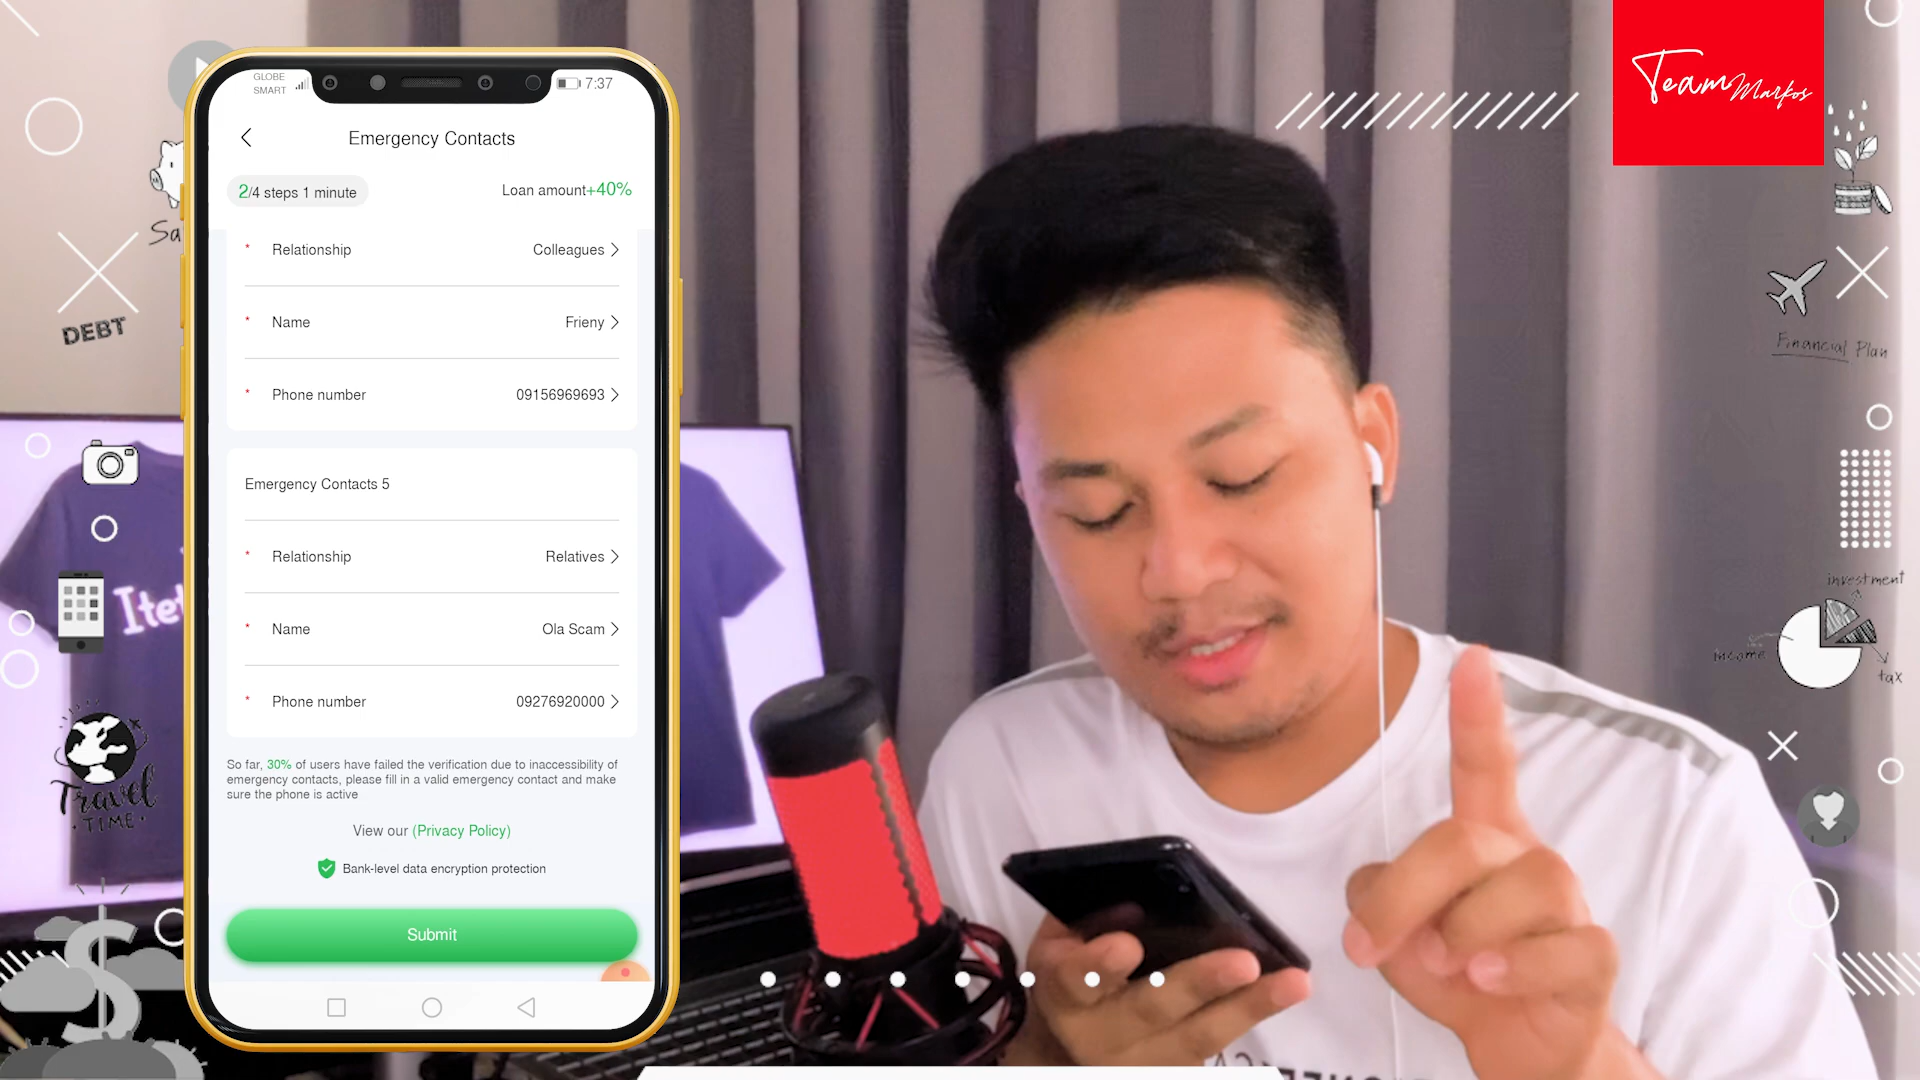 GLOBE
SMART
7:37
Emergency Contacts
2/4 steps 1 minute
Loan amount+40%
* Relationship Colleagues
* Name Frieny
* Phone number 09156969693
Emergency Contacts 5
* Relationship Relatives
* Name Ola Scam
* Phone number 09276920000
So far, 30% of users have failed the verification due to inaccessibility of
emergency contacts, please fill in a valid emergency contact and make
sure the phone is active
View our (Privacy Policy)
Bank-level data encryption protection
Submit
Team Markos
Sa
DEBT
Itel
Travel
TIME
Financial Plan
investment
income
tax